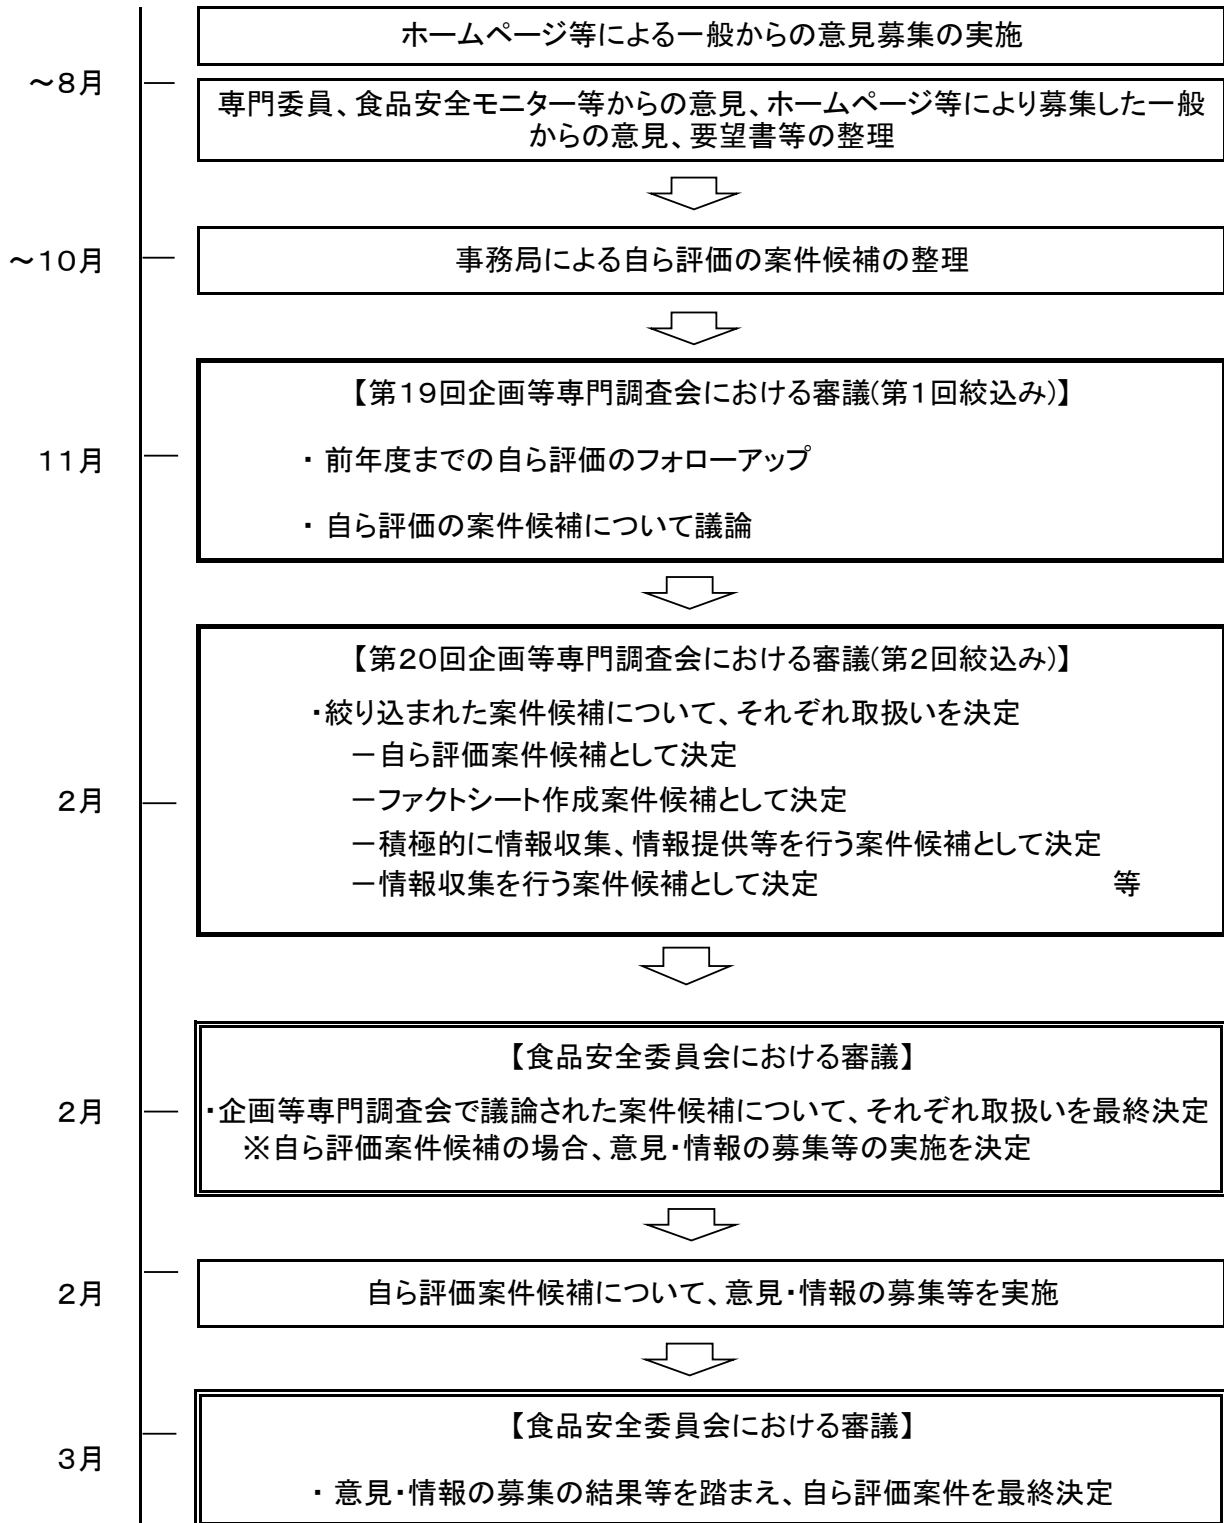 ホームページ等による一般からの意見募集の実施
~8月
専門委員、食品安全モニター等からの意見、ホームページ等により募集した一般
からの意見、要望書等の整理
~10月
事務局による自ら評価の案件候補の整理
【第19回企画等専門調査会における審議(第1回絞込み)】
11月
・ 前年度までの自ら評価のフォローアップ
・ 自ら評価の案件候補について議論
【第20回企画等専門調査会における審議(第2回絞込み)】
・絞り込まれた案件候補について、それぞれ取扱いを決定
－自ら評価案件候補として決定
2月
－ファクトシート作成案件候補として決定
－積極的に情報収集、情報提供等を行う案件候補として決定
－情報収集を行う案件候補として決定 等
【食品安全委員会における審議】
2月
・企画等専門調査会で議論された案件候補について、それぞれ取扱いを最終決定
※自ら評価案件候補の場合、意見・情報の募集等の実施を決定
2月
自ら評価案件候補について、意見・情報の募集等を実施
【食品安全委員会における審議】
3月
・ 意見・情報の募集の結果等を踏まえ、自ら評価案件を最終決定